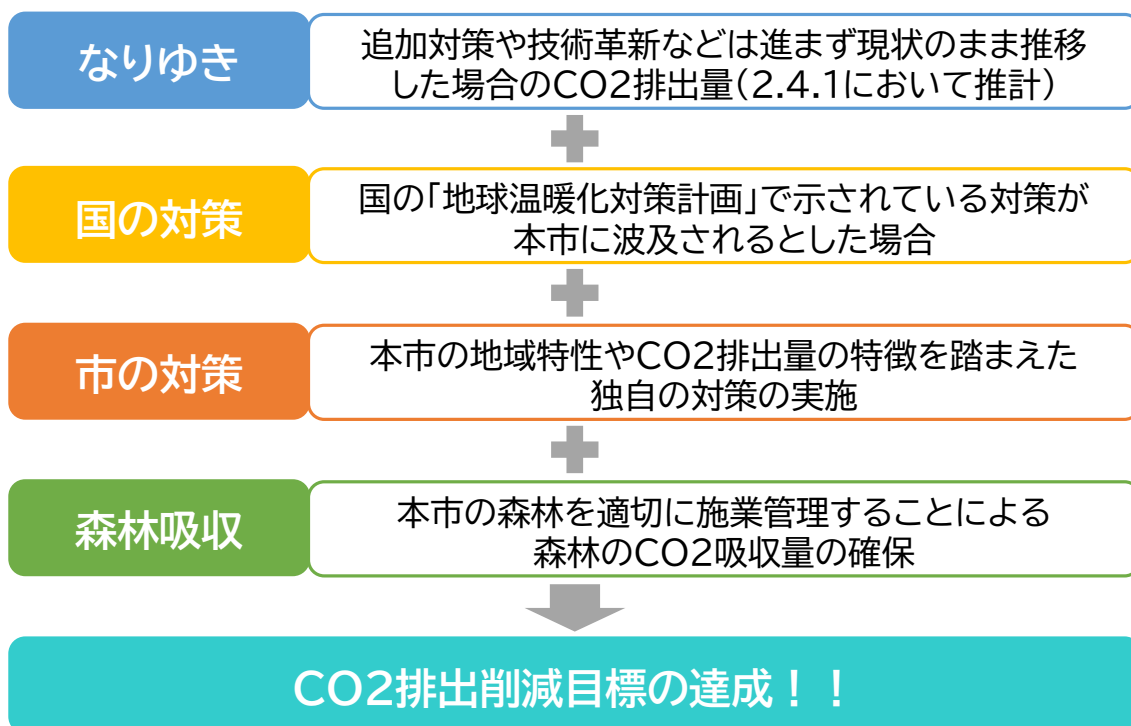 なりゆき
追加対策や技術革新などは進まず現状のまま推移
した場合のCO2排出量(2.4.1において推計)
国の対策
国の「地球温暖化対策計画」で示されている対策が
本市に波及されるとした場合
市の対策
本市の地域特性やCO2排出量の特徴を踏まえた
独自の対策の実施
森林吸収
本市の森林を適切に施業管理することによる
森林のCO2吸収量の確保
CO2排出削減目標の達成！！